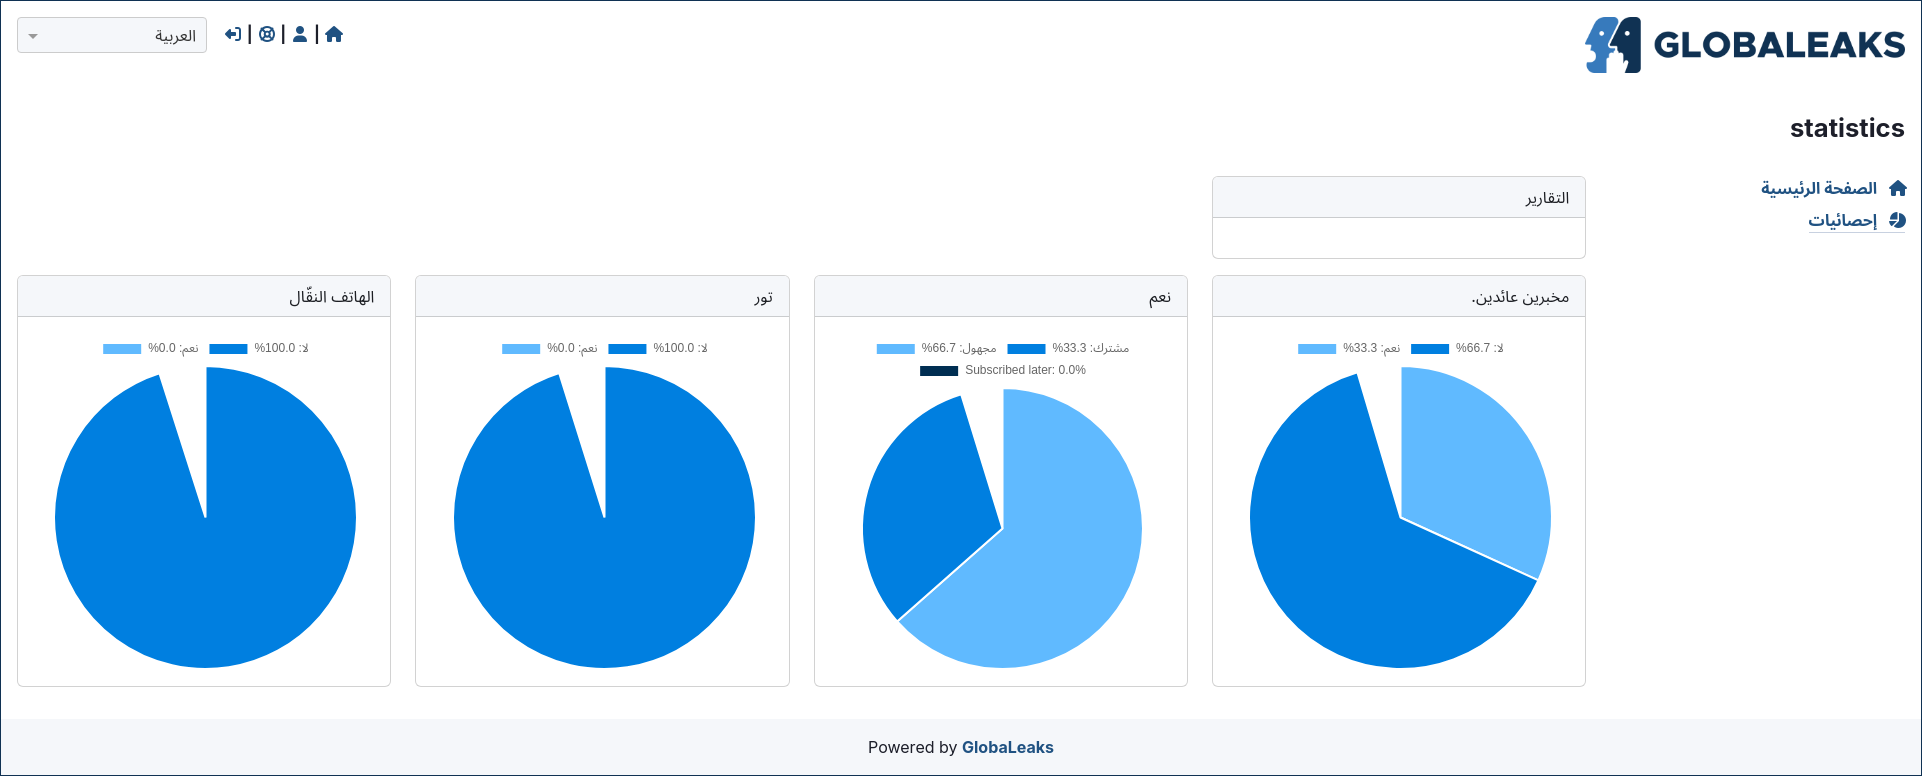 GLOBALEAKS
العربية
statistics
الصفحة الرئيسية
إحصائيات
التقارير
مخبرين عائدين.
لا: 66.7%
نعم: 33.3%
نعم
مشترك: 33.3%
مجهول: 66.7%
Subscribed later: 0.0%
تور
لا: 100.0%
نعم: 0.0%
الهاتف النقّال
لا: 100.0%
نعم: 0.0%
Powered by GlobaLeaks